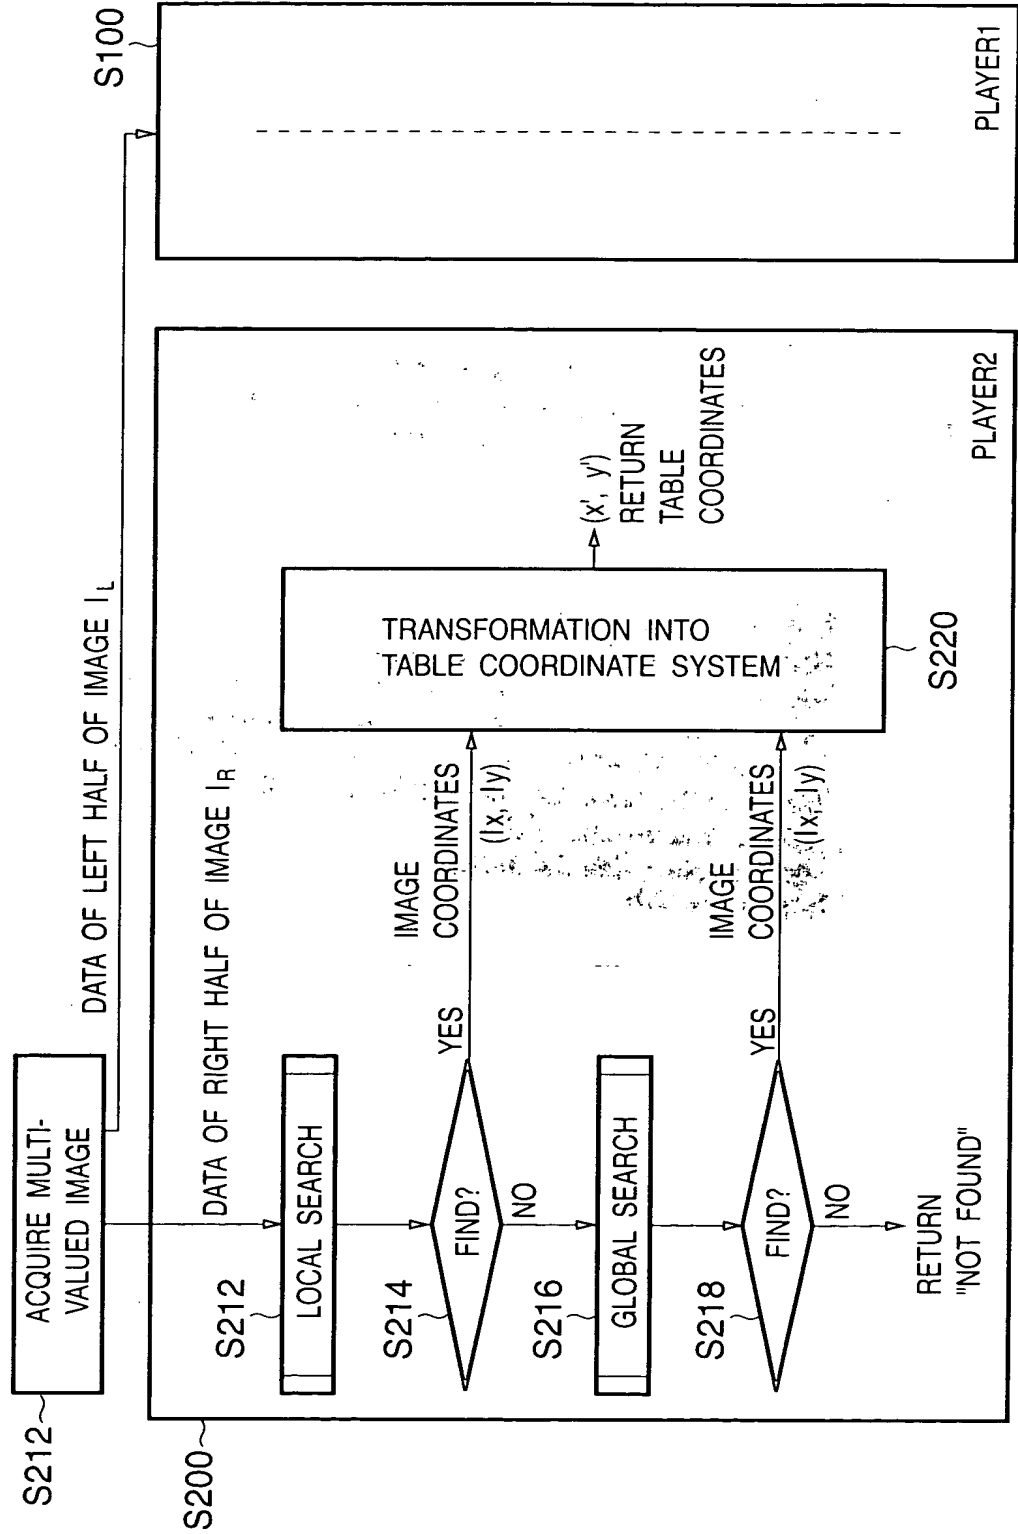 S212
ACQUIRE MULTI-
VALUED IMAGE
DATA OF LEFT HALF OF IMAGE IL
S100
S200
DATA OF RIGHT HALF OF IMAGE IR
S212
LOCAL SEARCH
S214
FIND?
YES
IMAGE
COORDINATES
(Ix, Iy)
NO
S216
GLOBAL SEARCH
S218
FIND?
YES
IMAGE
COORDINATES
(Ix, Iy)
NO
RETURN
"NOT FOUND"
TRANSFORMATION INTO
TABLE COORDINATE SYSTEM
S220
(x', y')
RETURN
TABLE
COORDINATES
PLAYER2
PLAYER1